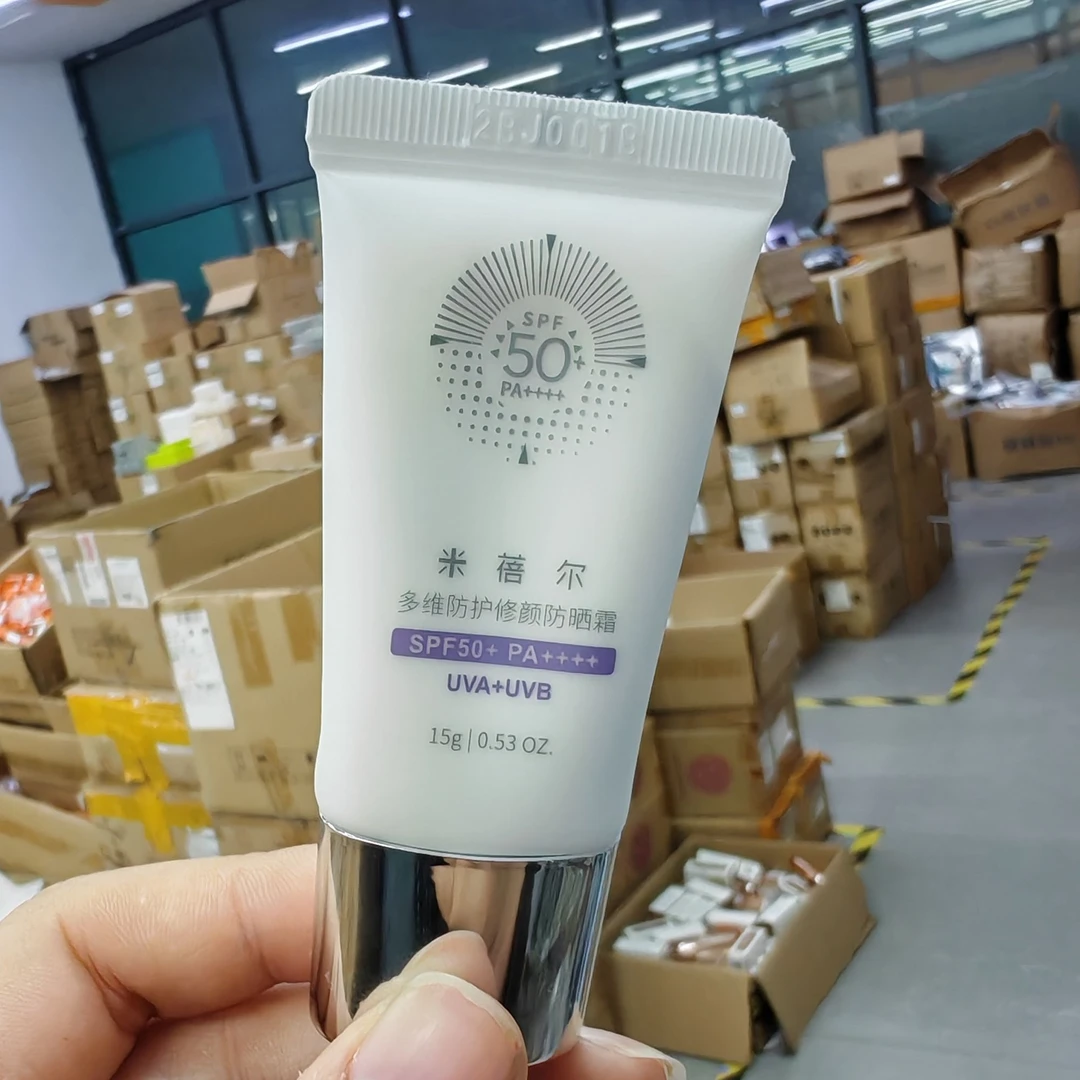 2BJ001B
SPF
50+
PA++++
米蓓尔
多维防护修颜防晒霜
SPF50+ PA++++
UVA+UVB
15g | 0.53 OZ.